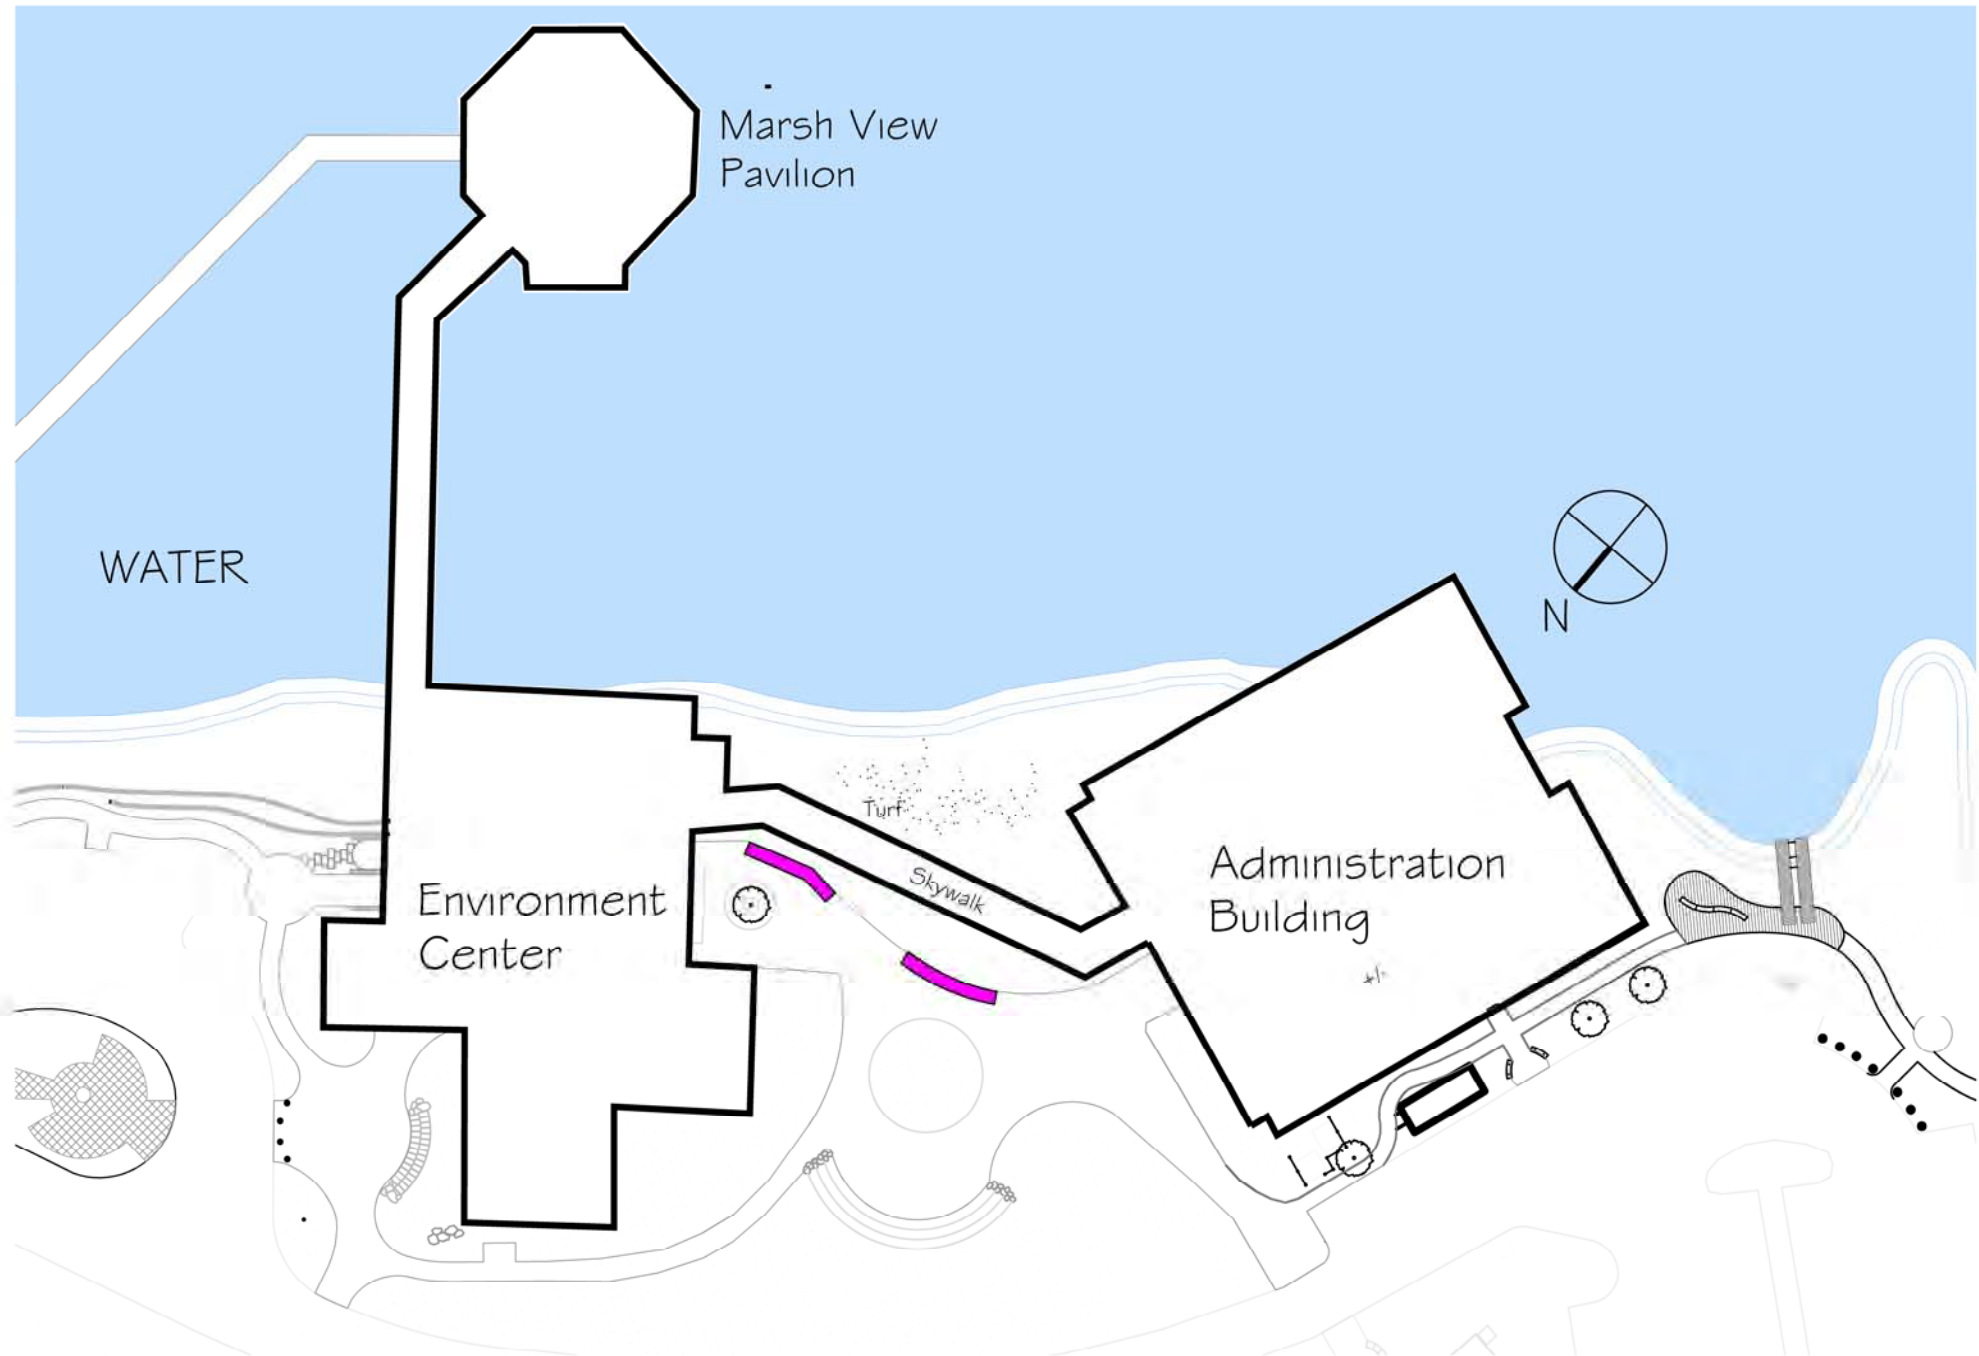 Marsh View
Pavilion
WATER
N
Turf
Skywalk
Environment
Center
Administration
Building